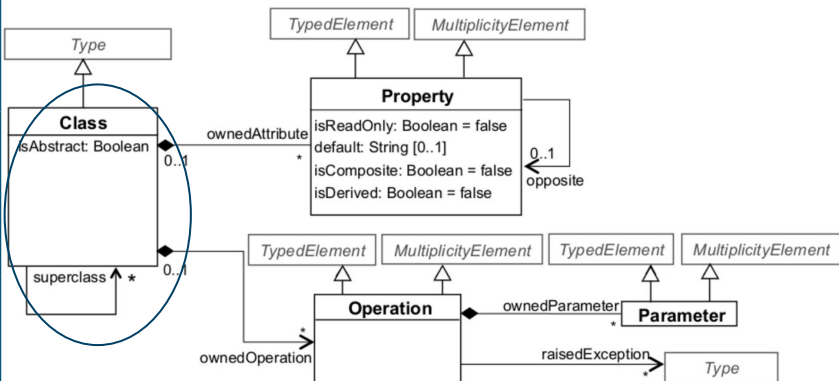 TypedElement
MultiplicityElement
Type
Property
isReadOnly: Boolean = false
default: String [0..1]
isComposite: Boolean = false
isDerived: Boolean = false
0..1
opposite
Class
isAbstract: Boolean
ownedAttribute
0..1
*
superclass
*
0..1
ownedOperation
*
TypedElement
MultiplicityElement
TypedElement
MultiplicityElement
Operation
ownedParameter
*
Parameter
raisedException
*
Type